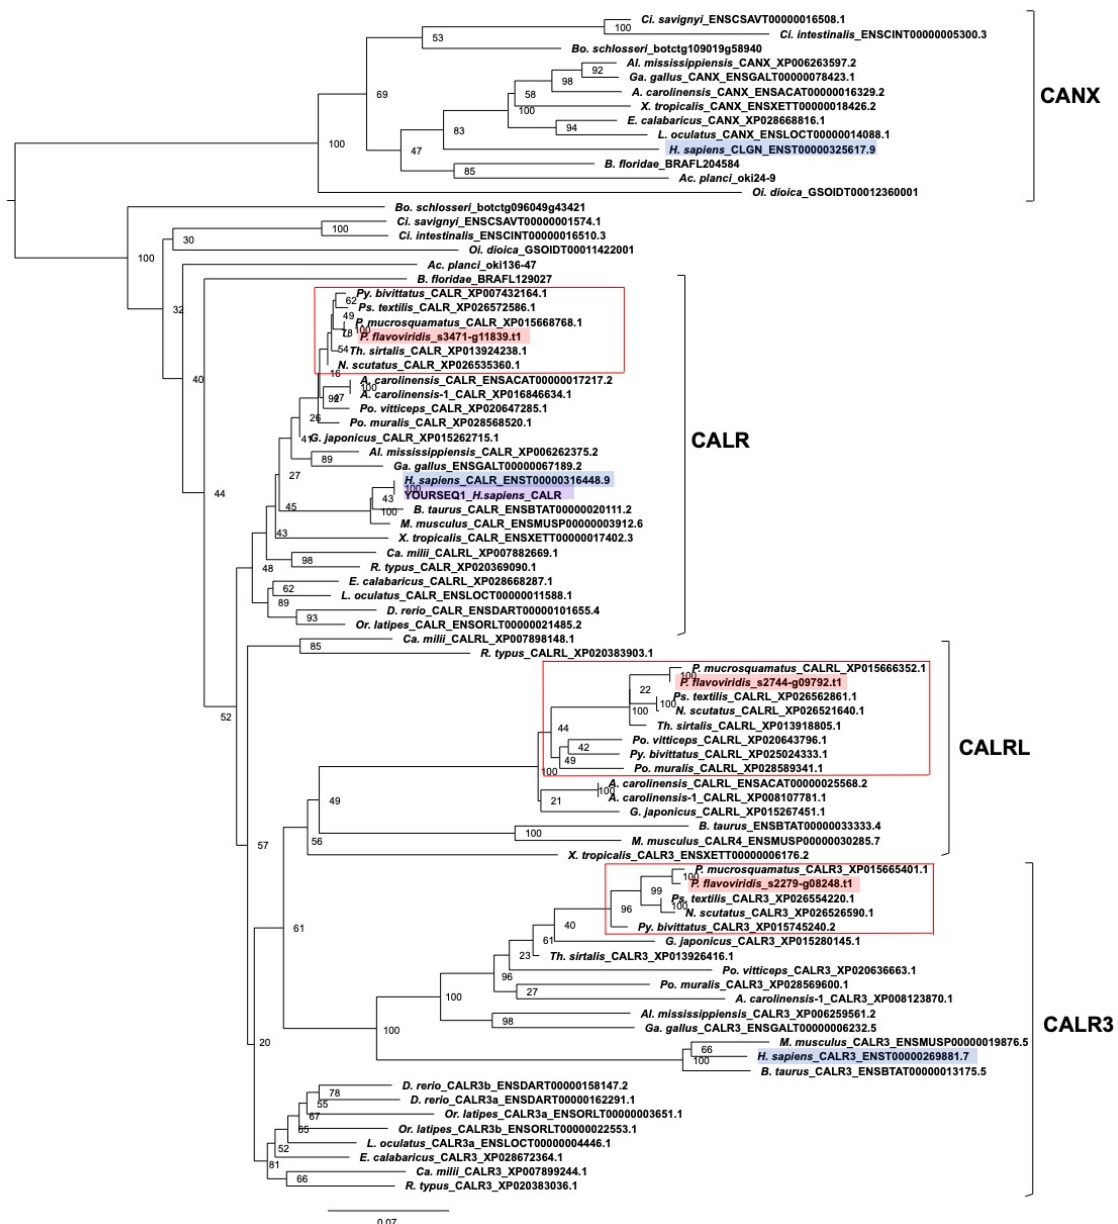 Ci. savignyi_ENSCSAVT00000016508.1
100
Ci. intestinalis_ENSCINT00000005300.3
53
Bo. schlosseri_botctg109019g58940
Al. mississippiensis_CANX_XP006263597.2
92
Ga. gallus_CANX_ENSGALT00000078423.1
98
A. carolinensis_CANX_ENSACAT00000016329.2
69
58
CANX
X. tropicalis_CANX_ENSXETT00000018426.2
100
E. calabaricus_CANX_XP028668816.1
94
83
L. oculatus_CANX_ENSLOCT00000014088.1
100
H. sapiens_CLGN_ENST00000325617.9
47
B. floridae_BRAFL204584
85
Ac. planci_oki24-9
Oi. dioica_GSOIDT00012360001
Bo. schlosseri_botctg096049g43421
Ci. savignyi_ENSCSAVT00000001574.1
100
30
Ci. intestinalis_ENSCINT00000016510.3
Oi. dioica_GSOIDT00011422001
100
Ac. planci_oki136-47
B. floridae_BRAFL129027
Py. bivittatus_CALR_XP007432164.1
62
Ps. textilis_CALR_XP026572586.1
32
49
P. mucrosquamatus_CALR_XP015668768.1
100
78
P. flavoviridis_s3471-g11839.t1
54
Th. sirtalis_CALR_XP013924238.1
N. scutatus_CALR_XP026535360.1
16
40
A. carolinensis_CALR_ENSACAT00000017217.2
100
A. carolinensis-1_CALR_XP016846634.1
99
27
Po. vitticeps_CALR_XP020647285.1
26
Po. muralis_CALR_XP028568520.1
41
G. japonicus_CALR_XP015262715.1
CALR
Al. mississippiensis_CALR_XP006262375.2
89
Ga. gallus_ENSGALT00000067189.2
27
H. sapiens_CALR_ENST00000316448.9
100
44
43
YOURSEQ1_H.sapiens_CALR
45
100
B. taurus_CALR_ENSBTAT00000020111.2
M. musculus_CALR_ENSMUSP00000003912.6
43
X. tropicalis_CALR_ENSXETT00000017402.3
Ca. milii_CALRL_XP007882669.1
98
48
R. typus_CALR_XP020369090.1
E. calabaricus_CALRL_XP028668287.1
62
L. oculatus_CALR_ENSLOCT00000011588.1
89
D. rerio_CALR_ENSDART00000101655.4
93
Or. latipes_CALR_ENSORLT00000021485.2
Ca. milii_CALRL_XP007898148.1
85
R. typus_CALRL_XP020383903.1
P. mucrosquamatus_CALRL_XP015666352.1
100
P. flavoviridis_s2744-g09792.t1
22
Ps. textilis_CALRL_XP026562861.1
100
100
N. scutatus_CALRL_XP026521640.1
52
Th. sirtalis_CALRL_XP013918805.1
44
Po. vitticeps_CALRL_XP020643796.1
42
CALRL
Py. bivittatus_CALRL_XP025024333.1
49
Po. muralis_CALRL_XP028589341.1
100
A. carolinensis_CALRL_ENSACAT00000025568.2
100
A. carolinensis-1_CALRL_XP008107781.1
49
21
G. japonicus_CALRL_XP015267451.1
B. taurus_ENSBTAT00000033333.4
100
56
M. musculus_CALR4_ENSMUSP00000030285.7
57
X. tropicalis_CALR3_ENSXETT00000006176.2
P. mucrosquamatus_CALR3_XP015665401.1
100
P. flavoviridis_s2279-g08248.t1
99
Ps. textilis_CALR3_XP026554220.1
100
96
N. scutatus_CALR3_XP026526590.1
40
Py. bivittatus_CALR3_XP015745240.2
61
61
G. japonicus_CALR3_XP015280145.1
23
Th. sirtalis_CALR3_XP013926416.1
Po. vitticeps_CALR3_XP020636663.1
96
Po. muralis_CALR3_XP028569600.1
27
100
A. carolinensis-1_CALR3_XP008123870.1
Al. mississippiensis_CALR3_XP006259561.2
98
CALR3
100
Ga. gallus_CALR3_ENSGALT00000006232.5
20
M. musculus_CALR3_ENSMUSP00000019876.5
66
H. sapiens_CALR3_ENST00000269881.7
100
B. taurus_CALR3_ENSBTAT00000013175.5
D. rerio_CALR3b_ENSDART00000158147.2
78
D. rerio_CALR3a_ENSDART00000162291.1
55
Or. latipes_CALR3a_ENSORLT00000003651.1
67
Or. latipes_CALR3b_ENSORLT00000022553.1
65
L. oculatus_CALR3a_ENSLOCT00000004446.1
52
E. calabaricus_CALR3_XP028672364.1
81
Ca. milii_CALR3_XP007899244.1
66
R. typus_CALR3_XP020383036.1
0.07